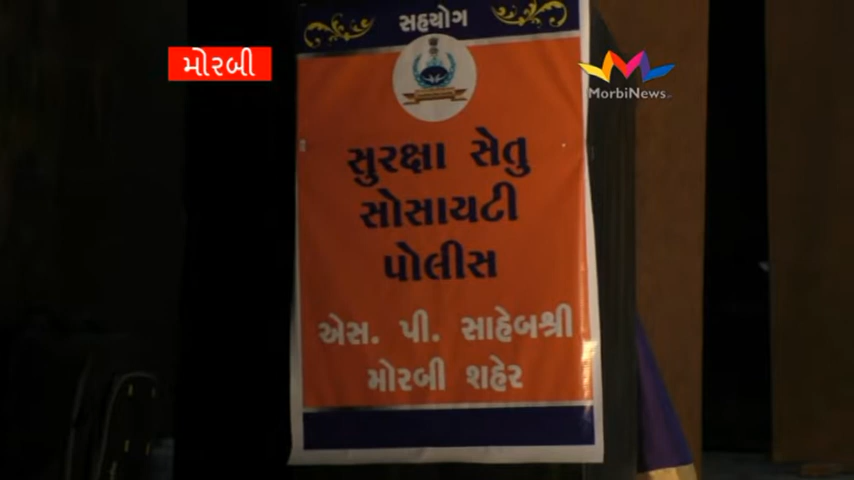 સહયોગ
મોરબી
MorbiNews
સુરક્ષા સેતુ
સોસાયટી
પોલીસ
એસ. પી. સાહેબશ્રી
મોરબી શહેર